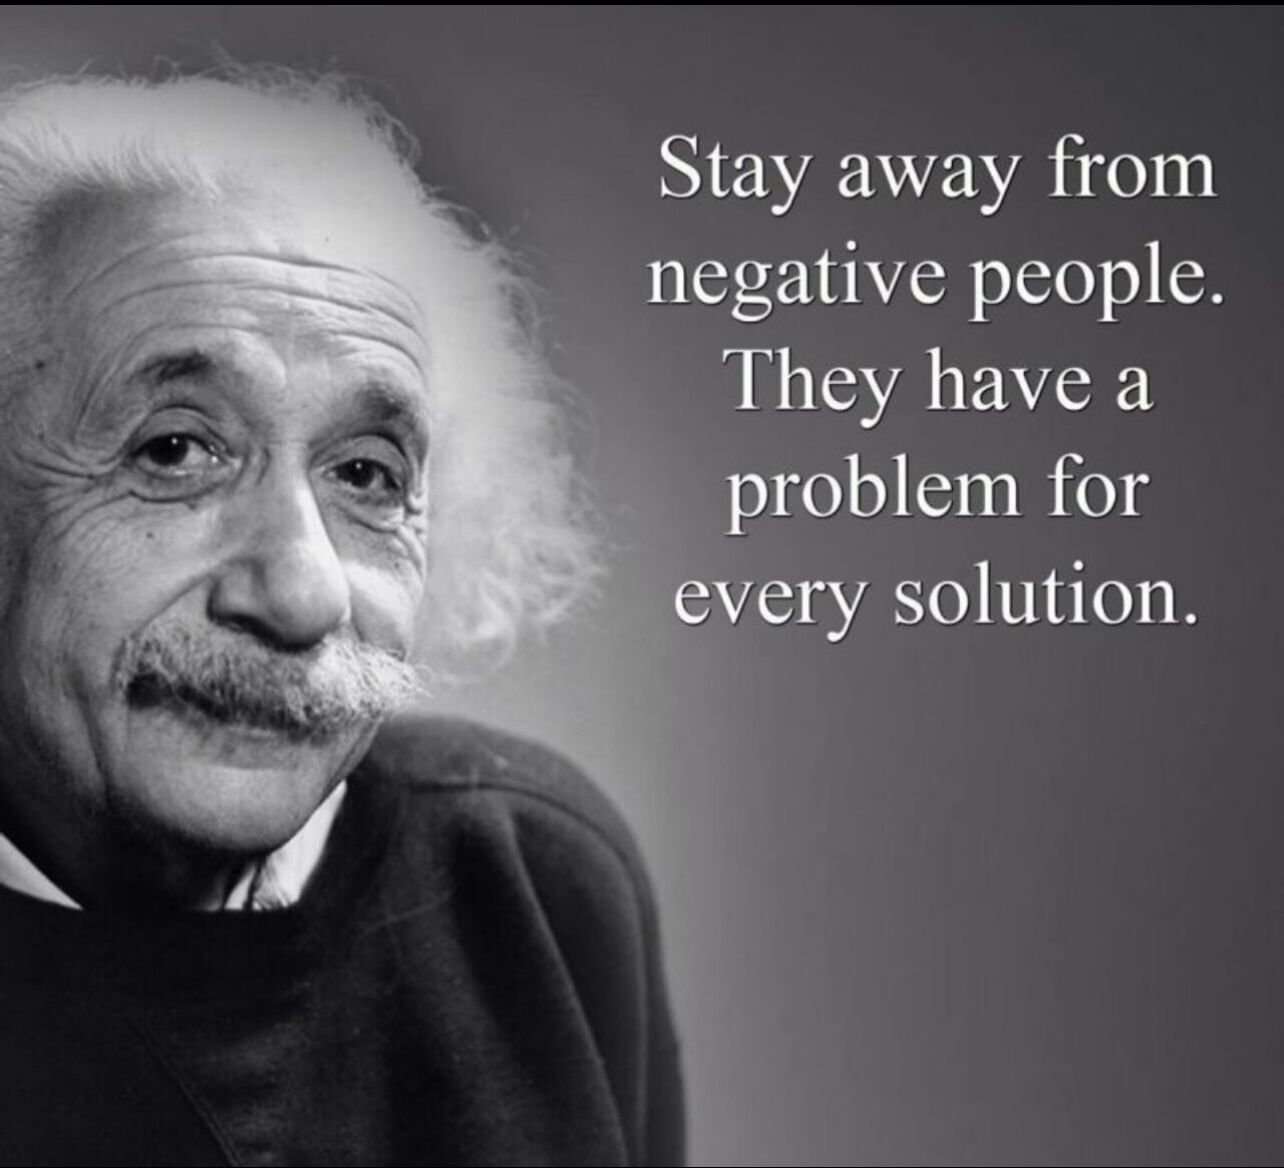 Stay away from
negative people.
They have a
problem for
every solution.